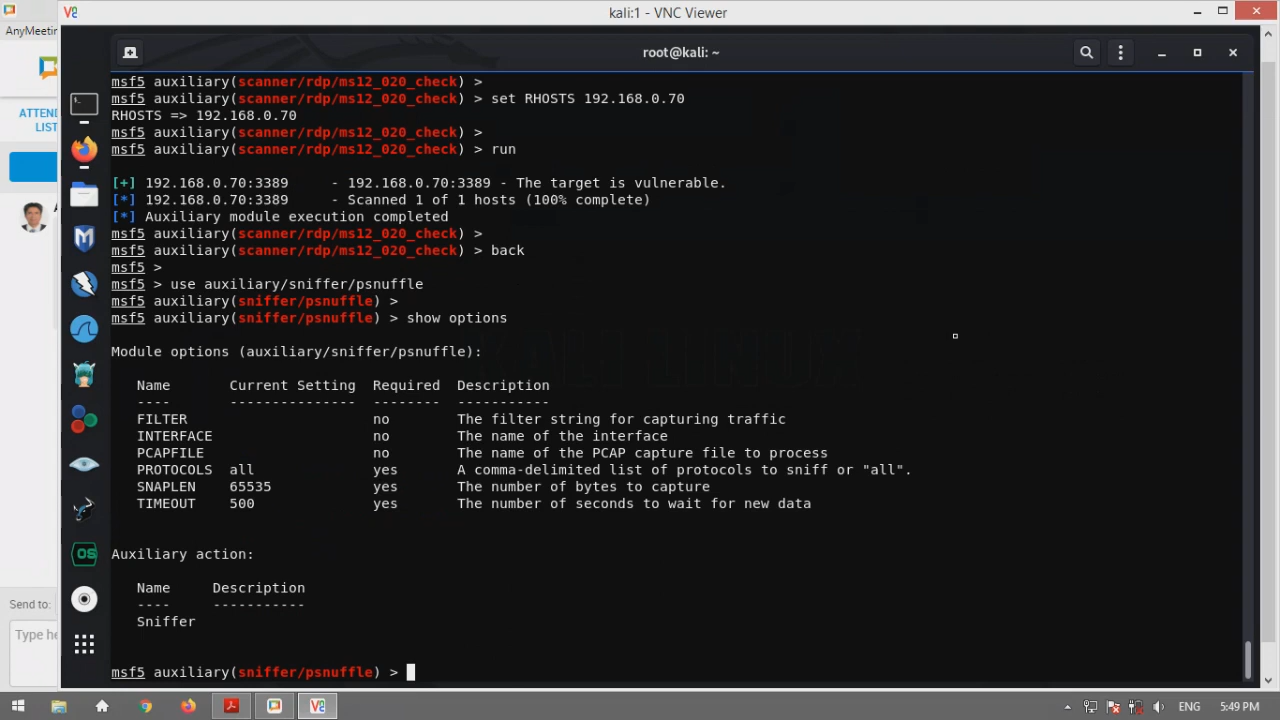 kali:1 - VNC Viewer
AnyMeeting
root@kali: ~
ATTEND
LIST
msf5 auxiliary(scanner/rdp/ms12_020_check) >
msf5 auxiliary(scanner/rdp/ms12_020_check) > set RHOSTS 192.168.0.70
RHOSTS => 192.168.0.70
msf5 auxiliary(scanner/rdp/ms12_020_check) >
msf5 auxiliary(scanner/rdp/ms12_020_check) > run
[+] 192.168.0.70:3389     - 192.168.0.70:3389 - The target is vulnerable.
[*] 192.168.0.70:3389     - Scanned 1 of 1 hosts (100% complete)
[*] Auxiliary module execution completed
msf5 auxiliary(scanner/rdp/ms12_020_check) >
msf5 auxiliary(scanner/rdp/ms12_020_check) > back
msf5 >
msf5 > use auxiliary/sniffer/psnuffle
msf5 auxiliary(sniffer/psnuffle) >
msf5 auxiliary(sniffer/psnuffle) > show options
Module options (auxiliary/sniffer/psnuffle):
Name       Current Setting  Required  Description
----       ---------------  --------  -----------
FILTER                      no        The filter string for capturing traffic
INTERFACE                   no        The name of the interface
PCAPFILE                    no        The name of the PCAP capture file to process
PROTOCOLS  all              yes       A comma-delimited list of protocols to sniff or "all".
SNAPLEN    65535            yes       The number of bytes to capture
TIMEOUT    500              yes       The number of seconds to wait for new data
Auxiliary action:
Name     Description
----     -----------
Sniffer
msf5 auxiliary(sniffer/psnuffle) >
Send to:
Type he
ENG
5:49 PM